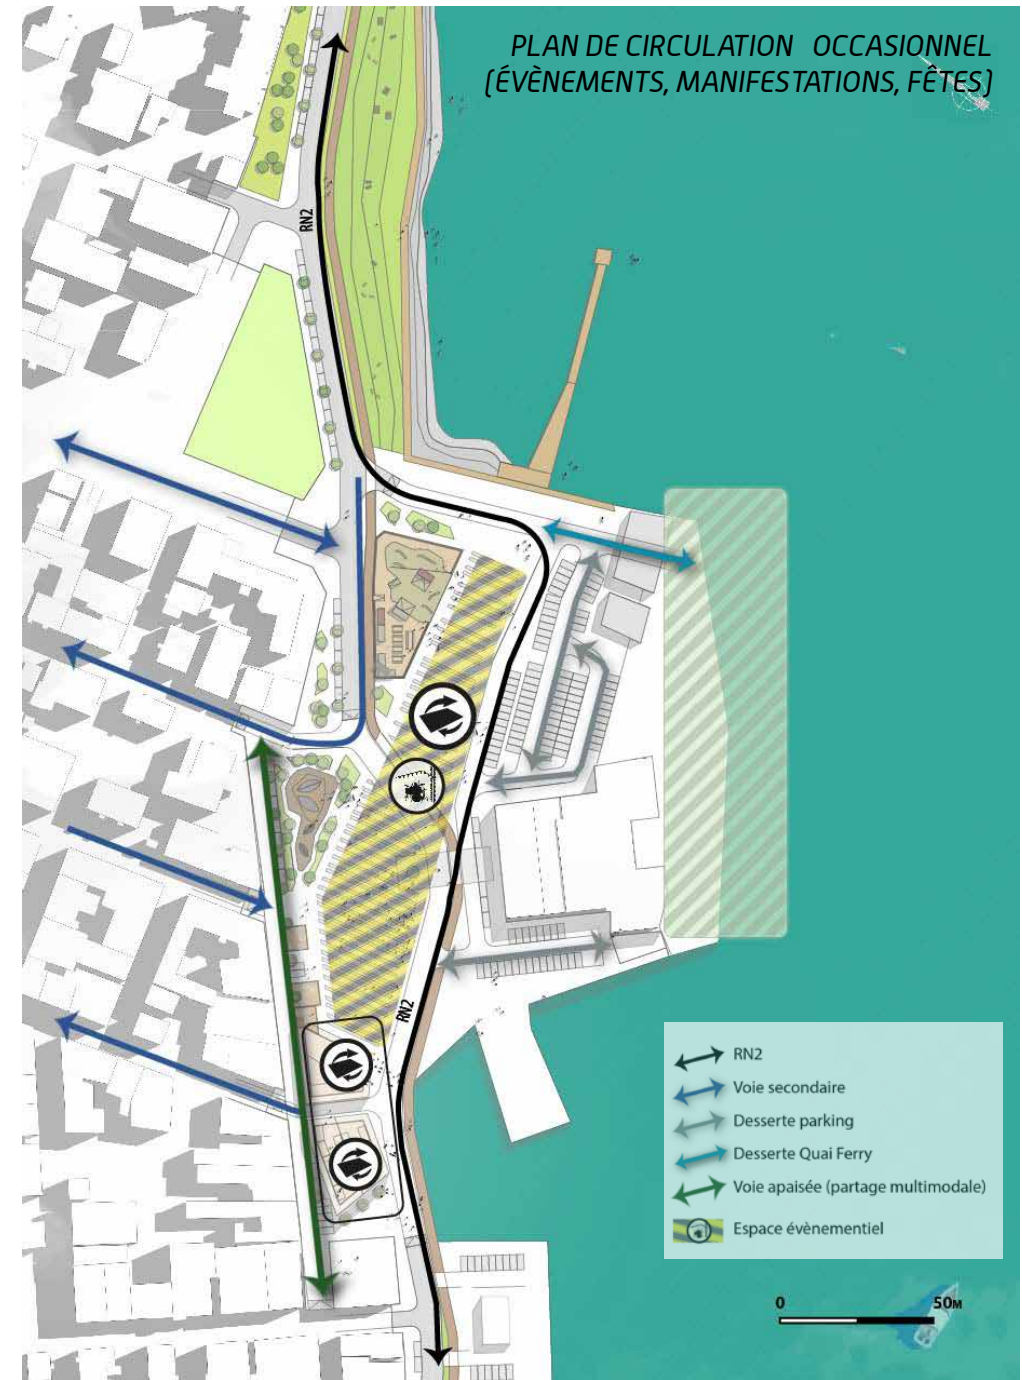 PLAN DE CIRCULATION OCCASIONNEL
(ÉVÈNEMENTS, MANIFESTATIONS, FÊTES)
RN2
RN2
RN2
Voie secondaire
Desserte parking
Desserte Quai Ferry
Voie apaisée (partage multimodale)
Espace évènementiel
0 50M